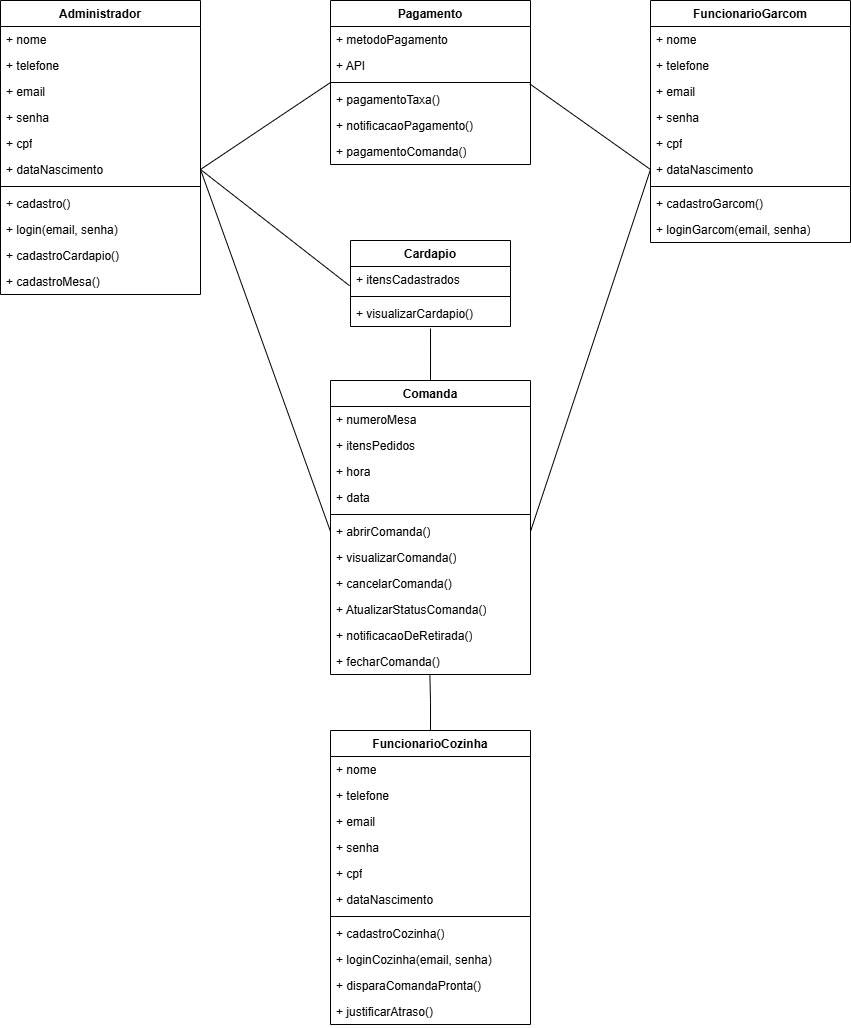 Administrador
+ nome
+ telefone
+ email
+ senha
+ cpf
+ dataNascimento
+ cadastro()
+ login(email, senha)
+ cadastroCardapio()
+ cadastroMesa()
Pagamento
+ metodoPagamento
+ API
+ pagamentoTaxa()
+ notificacaoPagamento()
+ pagamentoComanda()
FuncionarioGarcom
+ nome
+ telefone
+ email
+ senha
+ cpf
+ dataNascimento
+ cadastroGarcom()
+ loginGarcom(email, senha)
Cardapio
+ itensCadastrados
+ visualizarCardapio()
Comanda
+ numeroMesa
+ itensPedidos
+ hora
+ data
+ abrirComanda()
+ visualizarComanda()
+ cancelarComanda()
+ AtualizarStatusComanda()
+ notificacaoDeRetirada()
+ fecharComanda()
FuncionarioCozinha
+ nome
+ telefone
+ email
+ senha
+ cpf
+ dataNascimento
+ cadastroCozinha()
+ loginCozinha(email, senha)
+ disparaComandaPronta()
+ justificarAtraso()